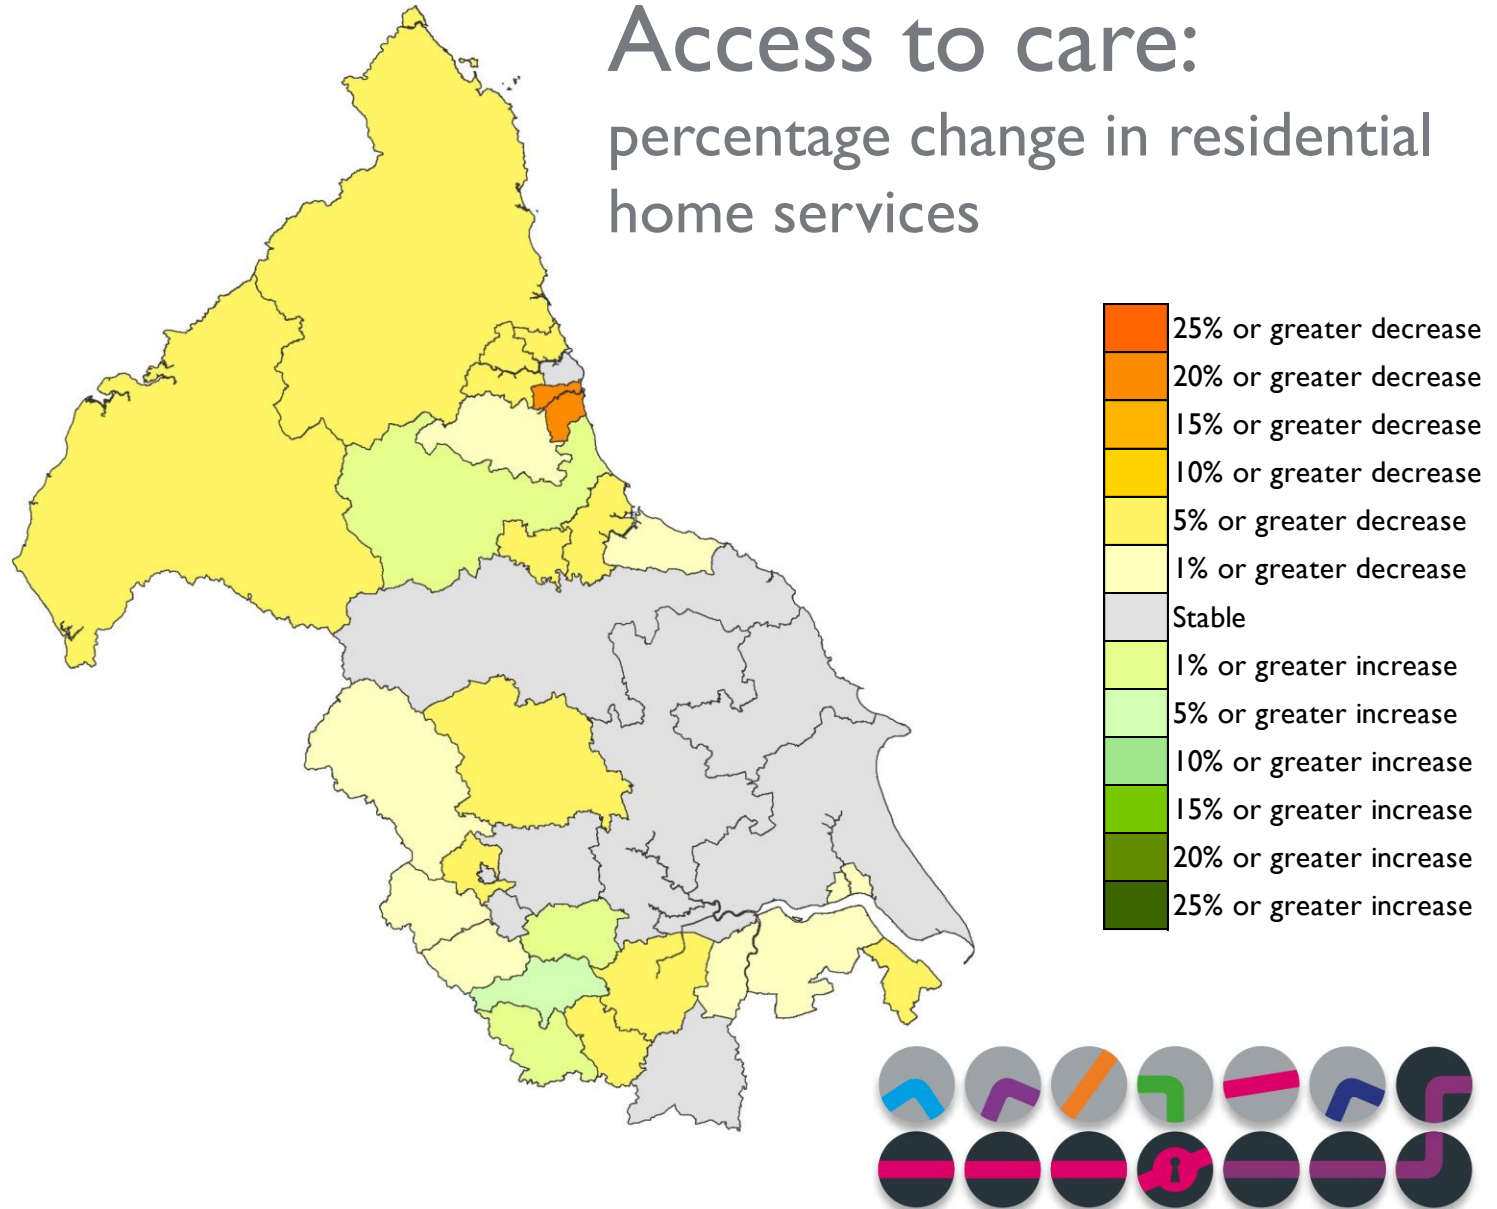 Access to care:
percentage change in residential
home services
25% or greater decrease
20% or greater decrease
15% or greater decrease
10% or greater decrease
5% or greater decrease
1% or greater decrease
Stable
1% or greater increase
5% or greater increase
10% or greater increase
15% or greater increase
20% or greater increase
25% or greater increase